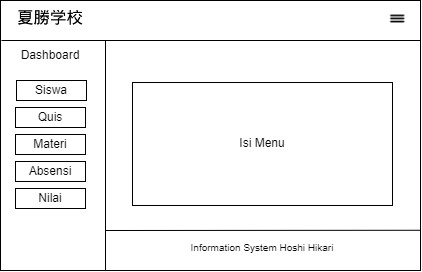 夏勝学校
Dashboard
Siswa
Quis
Materi
Absensi
Nilai
Isi Menu
Information System Hoshi Hikari